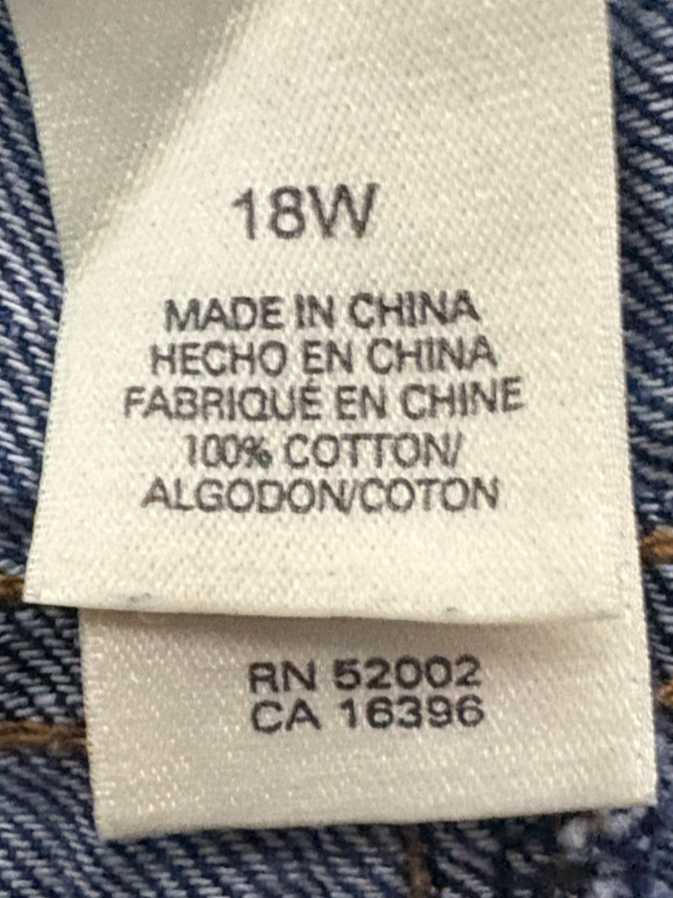 18W
MADE IN CHINA
HECHO EN CHINA
FABRIQUÉ EN CHINE
100% COTTON/
ALGODON/COTON
RN 52002
CA 16396